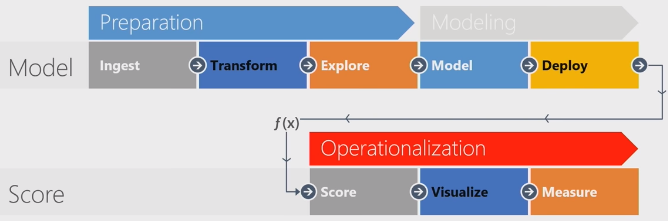 Preparation
Modeling
Model
Ingest
Transform
Explore
Model
Deploy
f(x)
Operationalization
Score
Score
Visualize
Measure